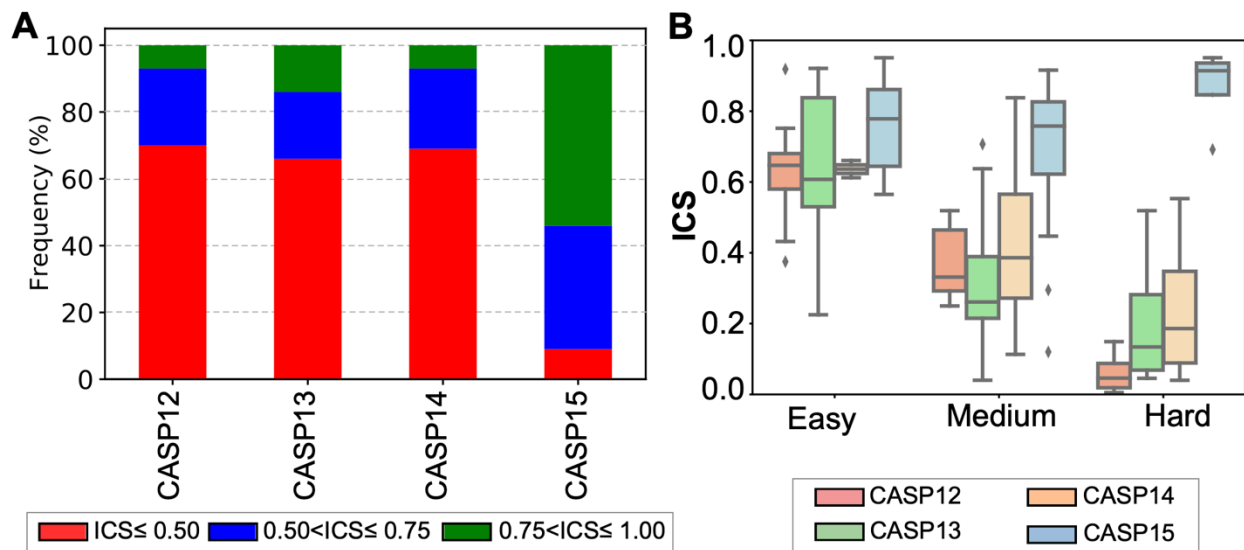 A
100
80
60
40
20
0
Frequency (%)
CASP12
CASP13
CASP14
CASP15
ICS≤ 0.50
0.50<ICS≤ 0.75
0.75<ICS≤ 1.00
B
1.0
0.8
0.6
0.4
0.2
0.0
ICS
Easy
Medium
Hard
CASP12
CASP14
CASP13
CASP15